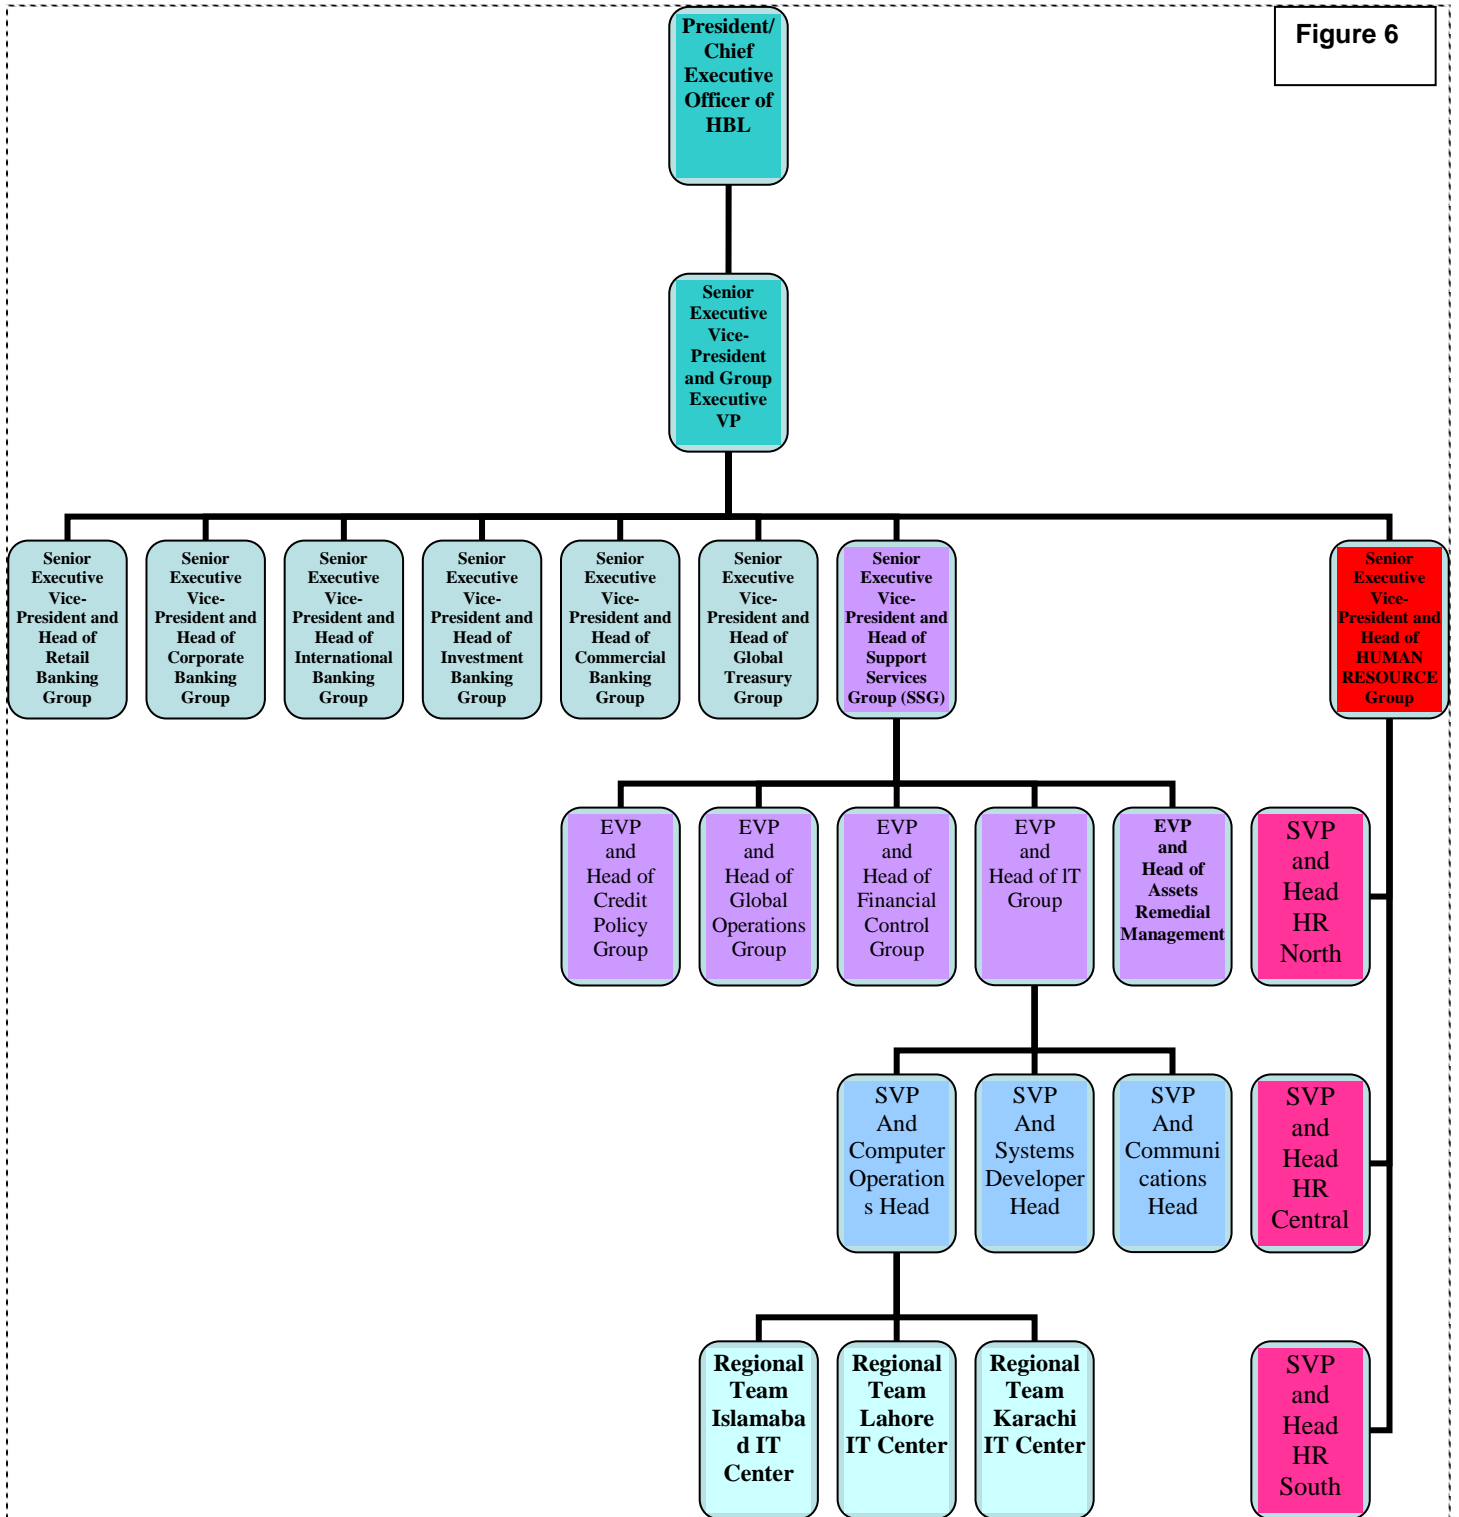 President/
Chief
Executive
Officer of
HBL
Figure 6
Senior
Executive
Vice-
President
and Group
Executive
VP
Senior
Executive
Vice-
President and
Head of
Retail
Banking
Group
Senior
Executive
Vice-
President and
Head of
Corporate
Banking
Group
Senior
Executive
Vice-
President and
Head of
International
Banking
Group
Senior
Executive
Vice-
President and
Head of
Investment
Banking
Group
Senior
Executive
Vice-
President and
Head of
Commercial
Banking
Group
Senior
Executive
Vice-
President and
Head of
Global
Treasury
Group
Senior
Executive
Vice-
President and
Head of
Support
Services
Group (SSG)
Senior
Executive
Vice-
President and
Head of
HUMAN
RESOURCE
Group
EVP
and
Head of
Credit
Policy
Group
EVP
and
Head of
Global
Operations
Group
EVP
and
Head of
Financial
Control
Group
EVP
and
Head of lT
Group
EVP
and
Head of
Assets
Remedial
Management
SVP
and
Head
HR
North
SVP
And
Computer
Operation
s Head
SVP
And
Systems
Developer
Head
SVP
And
Communi
cations
Head
SVP
and
Head
HR
Central
Regional
Team
Islamaba
d IT
Center
Regional
Team
Lahore
IT Center
Regional
Team
Karachi
IT Center
SVP
and
Head
HR
South